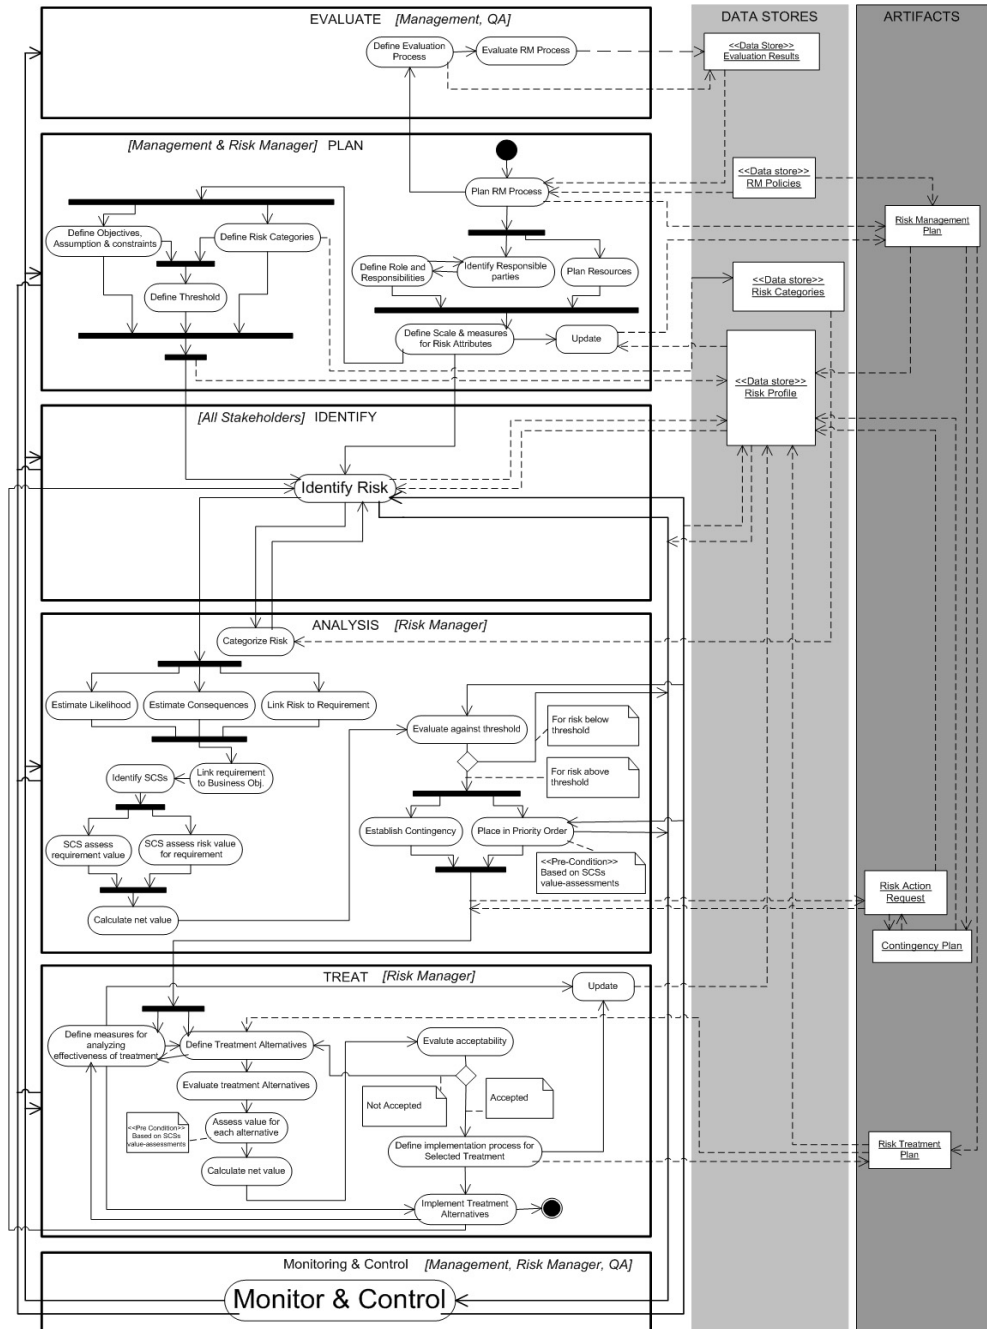 EVALUATE [Management, QA]
DATA STORES
ARTIFACTS
Define Evaluation
Process
Evaluate RM Process
<<Data Store>>
Evaluation Results
[Management & Risk Manager] PLAN
Plan RM Process
<<Data store>>
RM Policies
Risk Management
Plan
Define Objectives,
Assumption & constraints
Define Risk Categories
Define Role and
Responsibilities
Identify Responsible
parties
Plan Resources
<<Data store>>
Risk Categories
Define Threshold
Define Scale & measures
for Risk Attributes
Update
<<Data store>>
Risk Profile
[All Stakeholders] IDENTIFY
Identify Risk
ANALYSIS [Risk Manager]
Categorize Risk
Estimate Likelihood
Estimate Consequences
Link Risk to Requirement
Evaluate against threshold
For risk below
threshold
Identify SCSs
Link requirement
to Business Obj.
For risk above
threshold
SCS assess
requirement value
SCS assess risk value
for requirement
Establish Contingency
Place in Priority Order
<<Pre-Condition>>
Based on SCSs
value-assessments
Calculate net value
Risk Action
Request
Contingency Plan
TREAT [Risk Manager]
Update
Define measures for
analyzing
effectiveness of treatment
Define Treatment Alternatives
Evalute acceptability
Evaluate treatment Alternatives
Not Accepted
Accepted
<<Pre Condition>>
Based on SCSs
value-assessments
Assess value for
each alternative
Define implementation process for
Selected Treatment
Risk Treatment
Plan
Calculate net value
Implement Treatment
Alternatives
Monitoring & Control [Management, Risk Manager, QA]
Monitor & Control